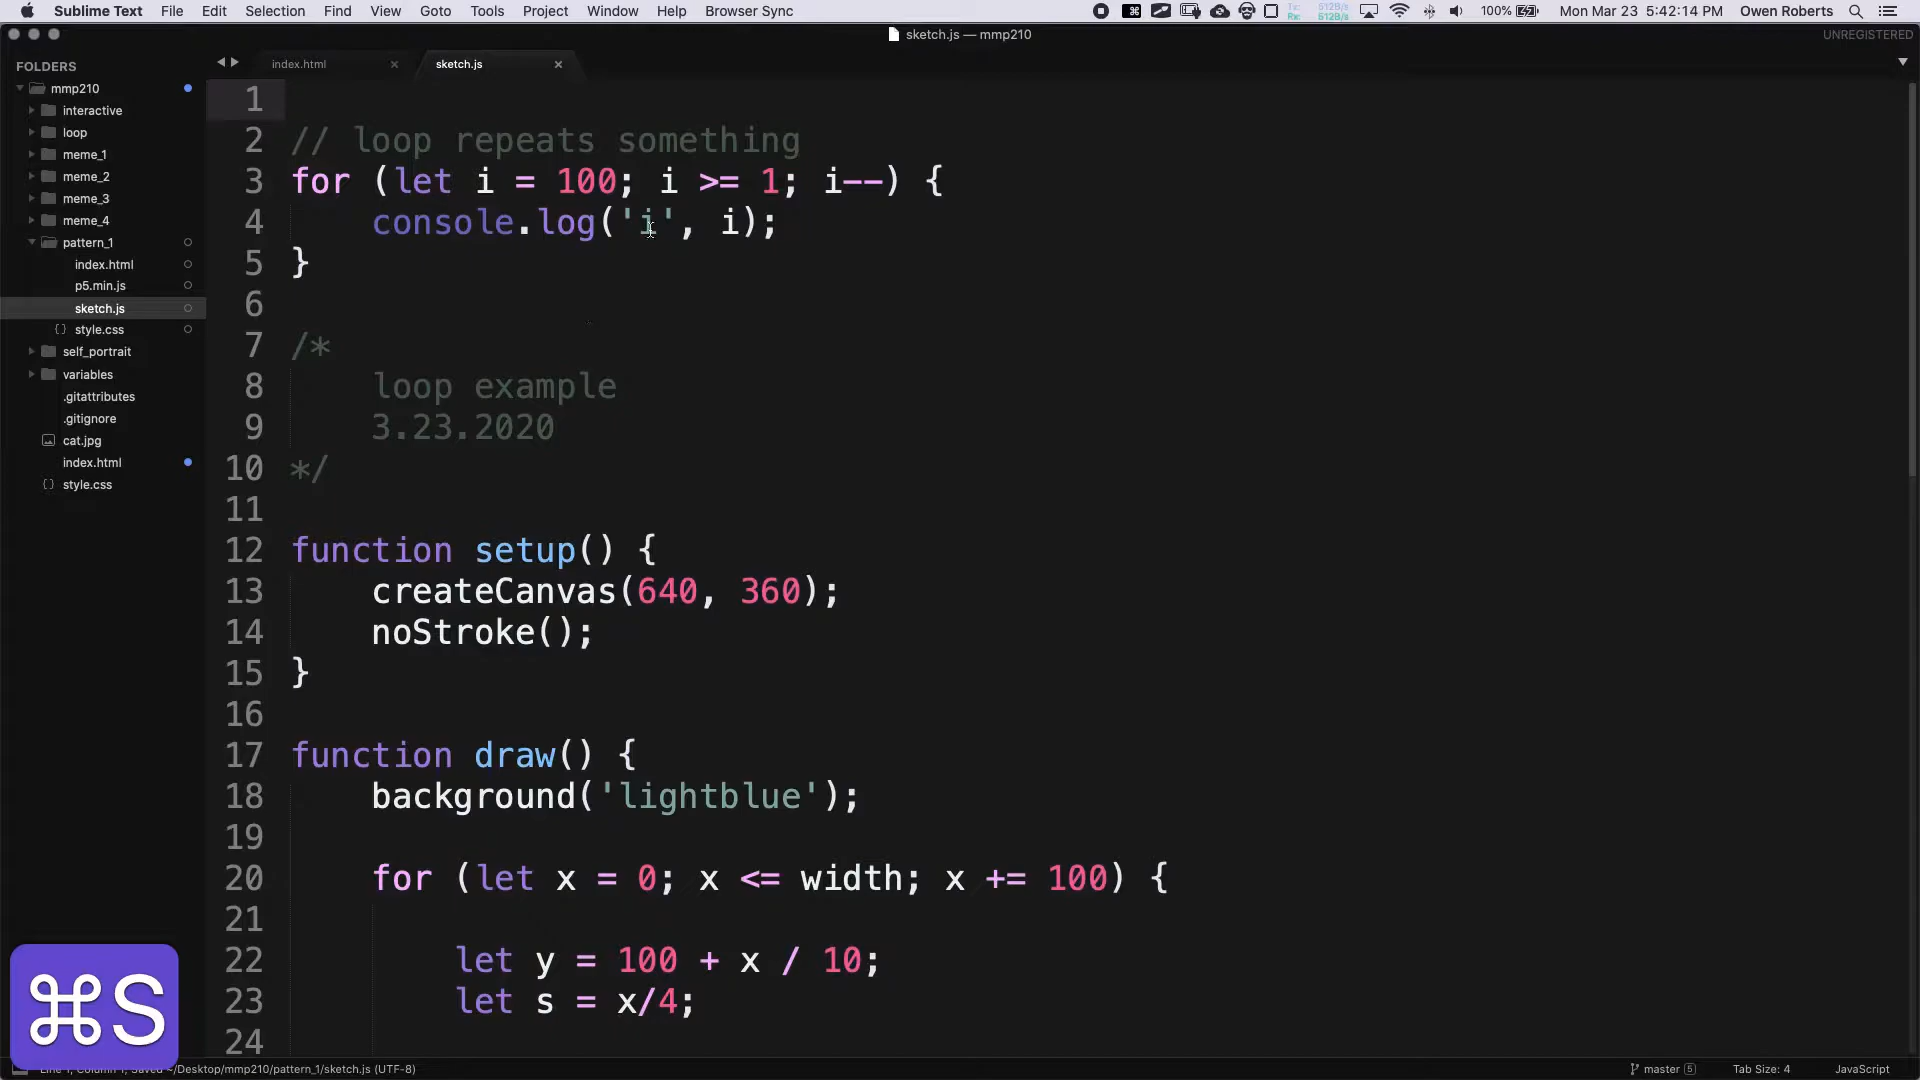 Sublime Text File Edit Selection Find View Goto Tools Project Window Help Browser Sync 100% Mon Mar 23 5:42:14 PM Owen Roberts
sketch.js — mmp210
UNREGISTERED
FOLDERS
mmp210
interactive
loop
meme_1
meme_2
meme_3
meme_4
pattern_1
index.html
p5.min.js
sketch.js
{} style.css
self_portrait
variables
.gitattributes
.gitignore
cat.jpg
index.html
{} style.css
index.html × sketch.js ×
1
2 // loop repeats something
3 for (let i = 100; i >= 1; i--) {
4 console.log('i', i);
5 }
6
7 /*
8 loop example
9 3.23.2020
10 */
11
12 function setup() {
13 createCanvas(640, 360);
14 noStroke();
15 }
16
17 function draw() {
18 background('lightblue');
19
20 for (let x = 0; x <= width; x += 100) {
21
22 let y = 100 + x / 10;
23 let s = x/4;
24
⌘S
Line 1, Column 1; Saved ~/Desktop/mmp210/pattern_1/sketch.js (UTF-8)
master 5 Tab Size: 4 JavaScript